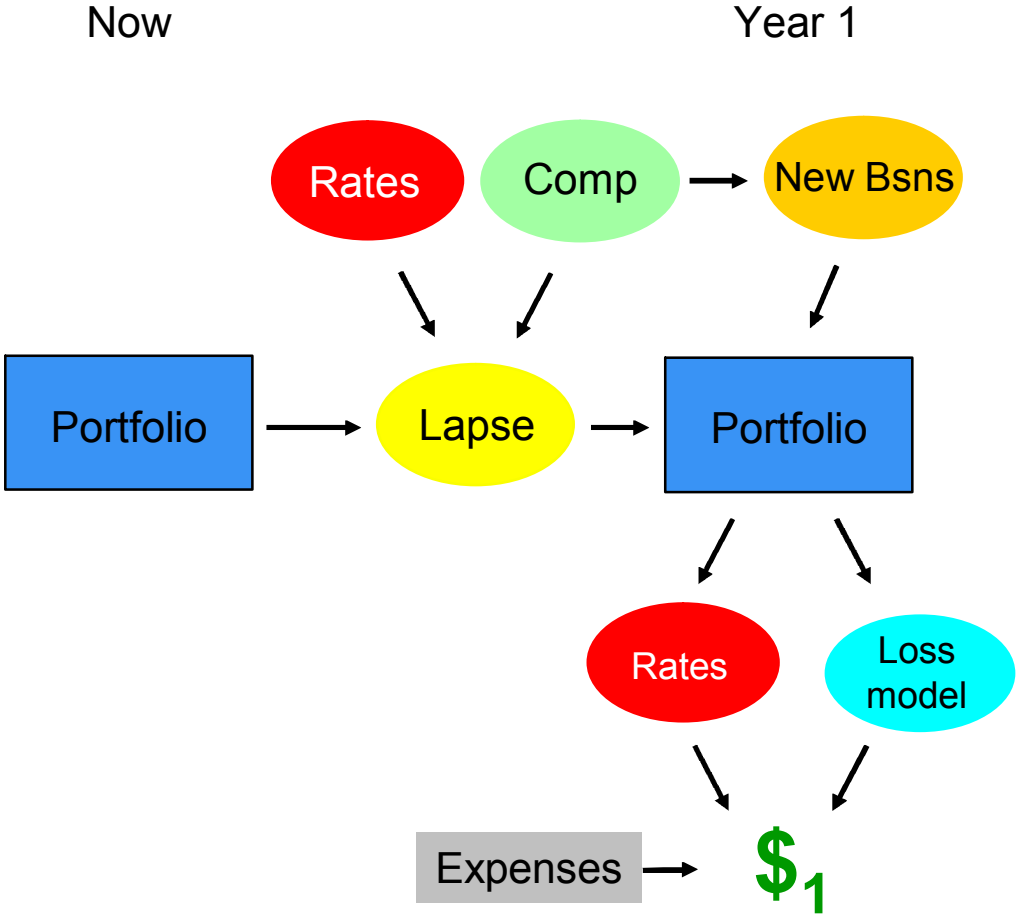 Now
Year 1
Rates
Comp
New Bsns
Portfolio
Lapse
Portfolio
Rates
Loss
model
Expenses
$1